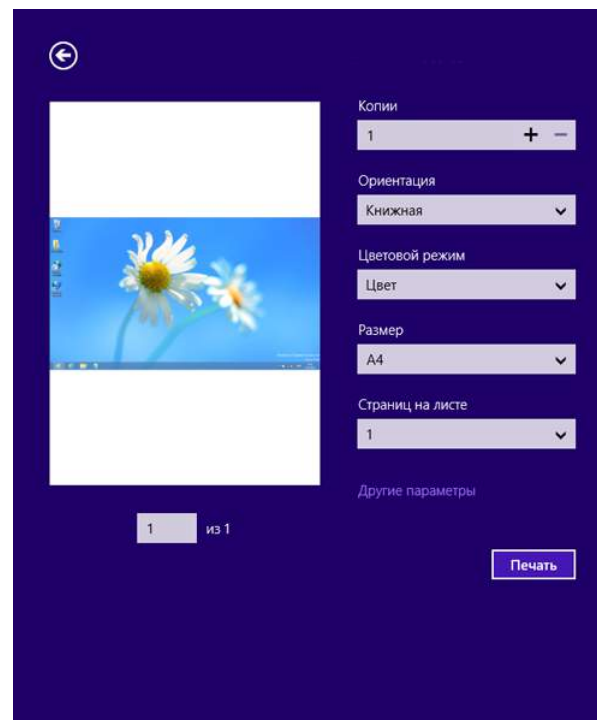 Копии
1
Ориентация
Книжная
Цветовой режим
Цвет
Размер
A4
Страниц на листе
1
Другие параметры
1 из 1
Печать